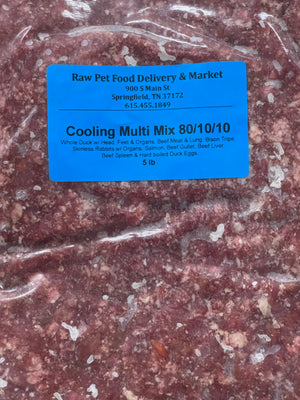 Raw Pet Food Delivery & Market
900 S Main St
Springfield, TN 37172
615.455.1849
Cooling Multi Mix 80/10/10
Whole Duck w/ Head, Feet & Organs, Beef Meat & Lung, Bison Tripe,
Skinless Rabbits w/ Organs, Salmon, Beef Gullet, Beef Liver,
Beef Spleen & Hard boiled Duck Eggs.
5 lb